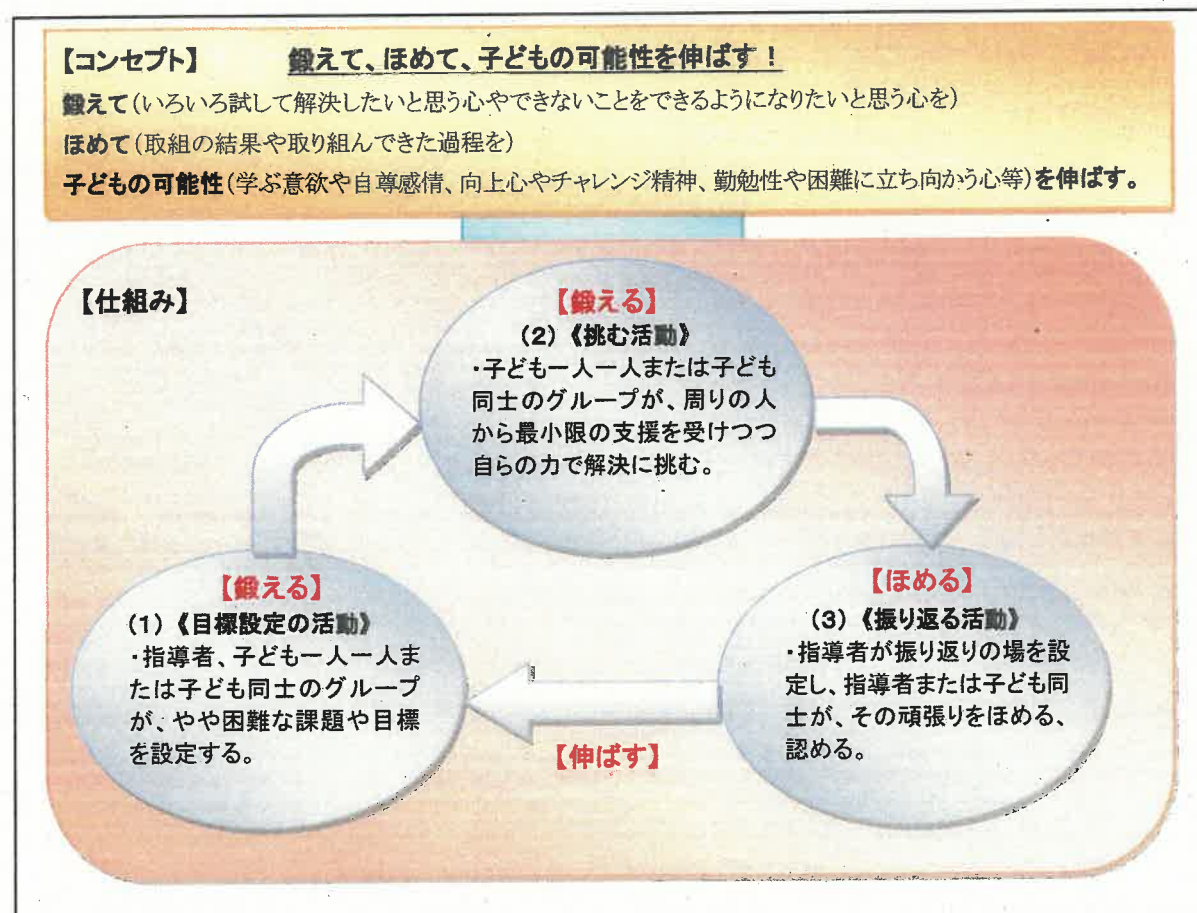 【コンセプト】 鍛えて、ほめて、子どもの可能性を伸ばす！
鍛えて(いろいろ試して解決したいと思う心やできないことをできるようになりたいと思う心を)
ほめて(取組の結果や取り組んできた過程を)
子どもの可能性(学ぶ意欲や自尊感情、向上心やチャレンジ精神、勤勉性や困難に立ち向かう心等)を伸ばす。
【仕組み】
【鍛える】
(2)《挑む活動》
・子ども一人一人または子ども
同士のグループが、周りの人
から最小限の支援を受けつつ
自らの力で解決に挑む。
【鍛える】
(1)《目標設定の活動》
・指導者、子ども一人一人ま
たは子ども同士のグループ
が、やや困難な課題や目標
を設定する。
【ほめる】
(3)《振り返る活動》
・指導者が振り返りの場を設
定し、指導者または子ども同
士が、その頑張りをほめる、
認める。
【伸ばす】